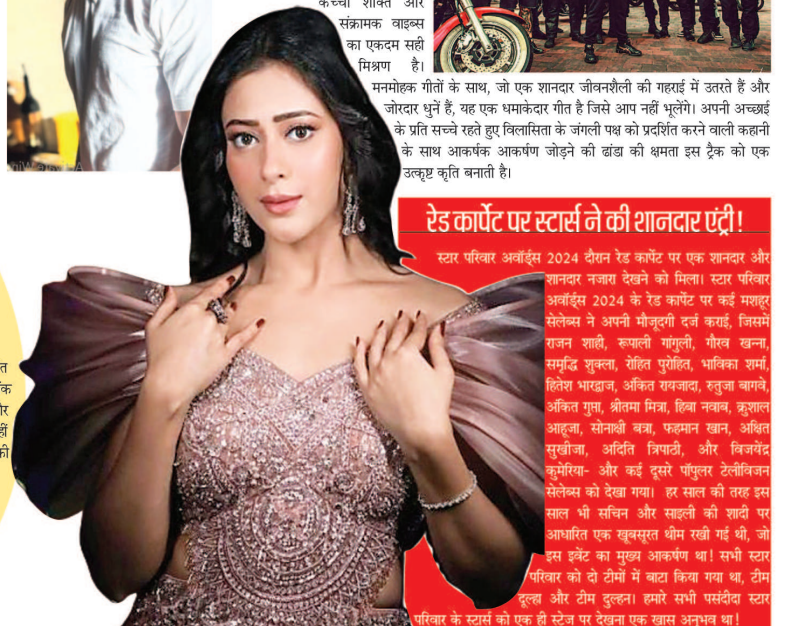 कच्ची शक्ति और
संक्रामक वाइब्स
का एकदम सही
मिश्रण है।
मनमोहक गीतों के साथ, जो एक शानदार जीवनशैली की गहराई में उतरते हैं और
जोरदार धुनें हैं, यह एक धमाकेदार गीत है जिसे आप नहीं भूलेंगे। अपनी अच्छाई
के प्रति सच्चे रहते हुए विलासिता के जंगली पक्ष को प्रदर्शित करने वाली कहानी
के साथ आकर्षक आकर्षण जोड़ने की ढांडा की क्षमता इस ट्रैक को एक
उत्कृष्ट कृति बनाती है।
रेड कार्पेट पर स्टार्स ने की शानदार एंट्री!
स्टार परिवार अवॉर्ड्स 2024 दौरान रेड कार्पेट पर एक शानदार और
शानदार नजारा देखने को मिला। स्टार परिवार
अवॉर्ड्स 2024 के रेड कार्पेट पर कई मशहूर
सेलेब्स ने अपनी मौजूदगी दर्ज कराई, जिसमें
राजन शाही, रूपाली गांगुली, गौरव खन्ना,
समृद्धि शुक्ला, रोहित पुरोहित, भाविका शर्मा,
हितेश भारद्वाज, अंकित रायजादा, रुतुजा बागवे,
अंकित गुप्ता, श्रीतमा मित्रा, हिबा नवाब, क्रुशाल
आहूजा, सोनाक्षी बत्रा, फहमान खान, अक्षित
सुखीजा, अदिति त्रिपाठी, और विजयेंद्र
कुमेरिया- और कई दूसरे पॉपुलर टेलीविजन
सेलेब्स को देखा गया। हर साल की तरह इस
साल भी सचिन और साइली की शादी पर
आधारित एक खूबसूरत थीम रखी गई थी, जो
इस इवेंट का मुख्य आकर्षण था! सभी स्टार
परिवार को दो टीमों में बाटा किया गया था, टीम
दूल्हा और टीम दुल्हन। हमारे सभी पसंदीदा स्टार
परिवार के स्टार्स को एक ही स्टेज पर देखना एक खास अनुभव था!